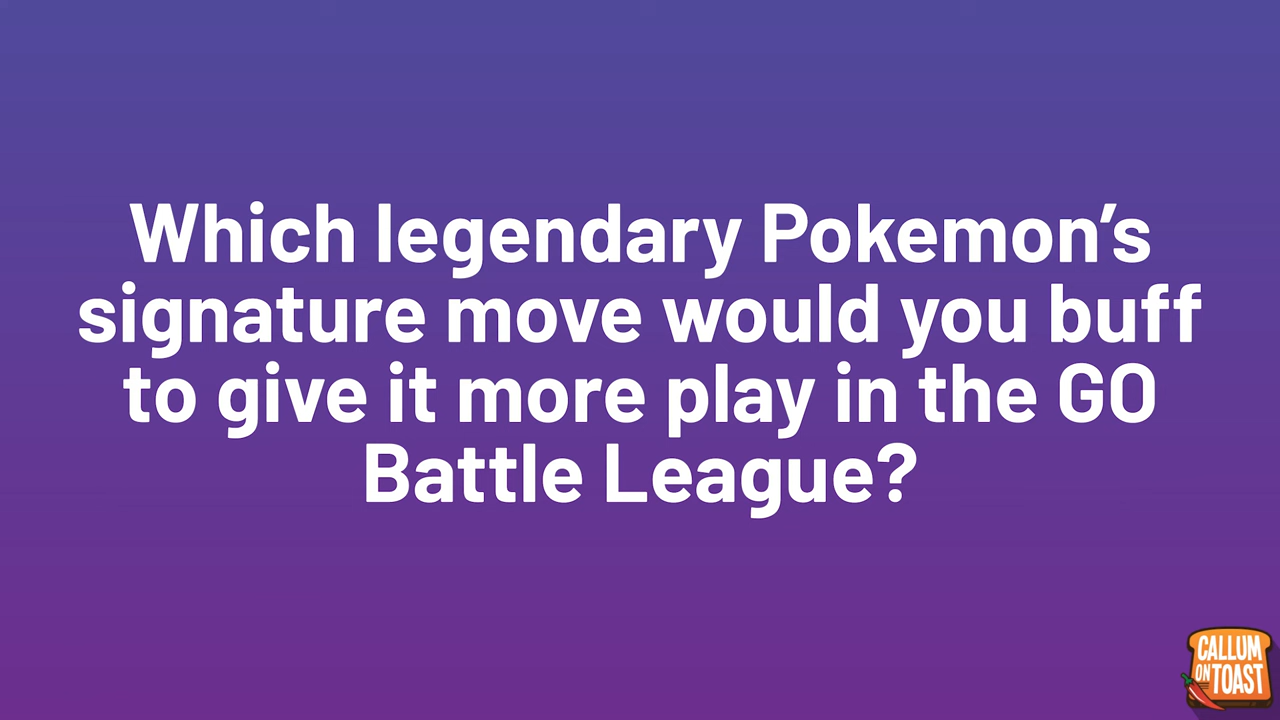 Which legendary Pokemon’s
signature move would you buff
to give it more play in the GO
Battle League?
CALLUM
ON TOAST